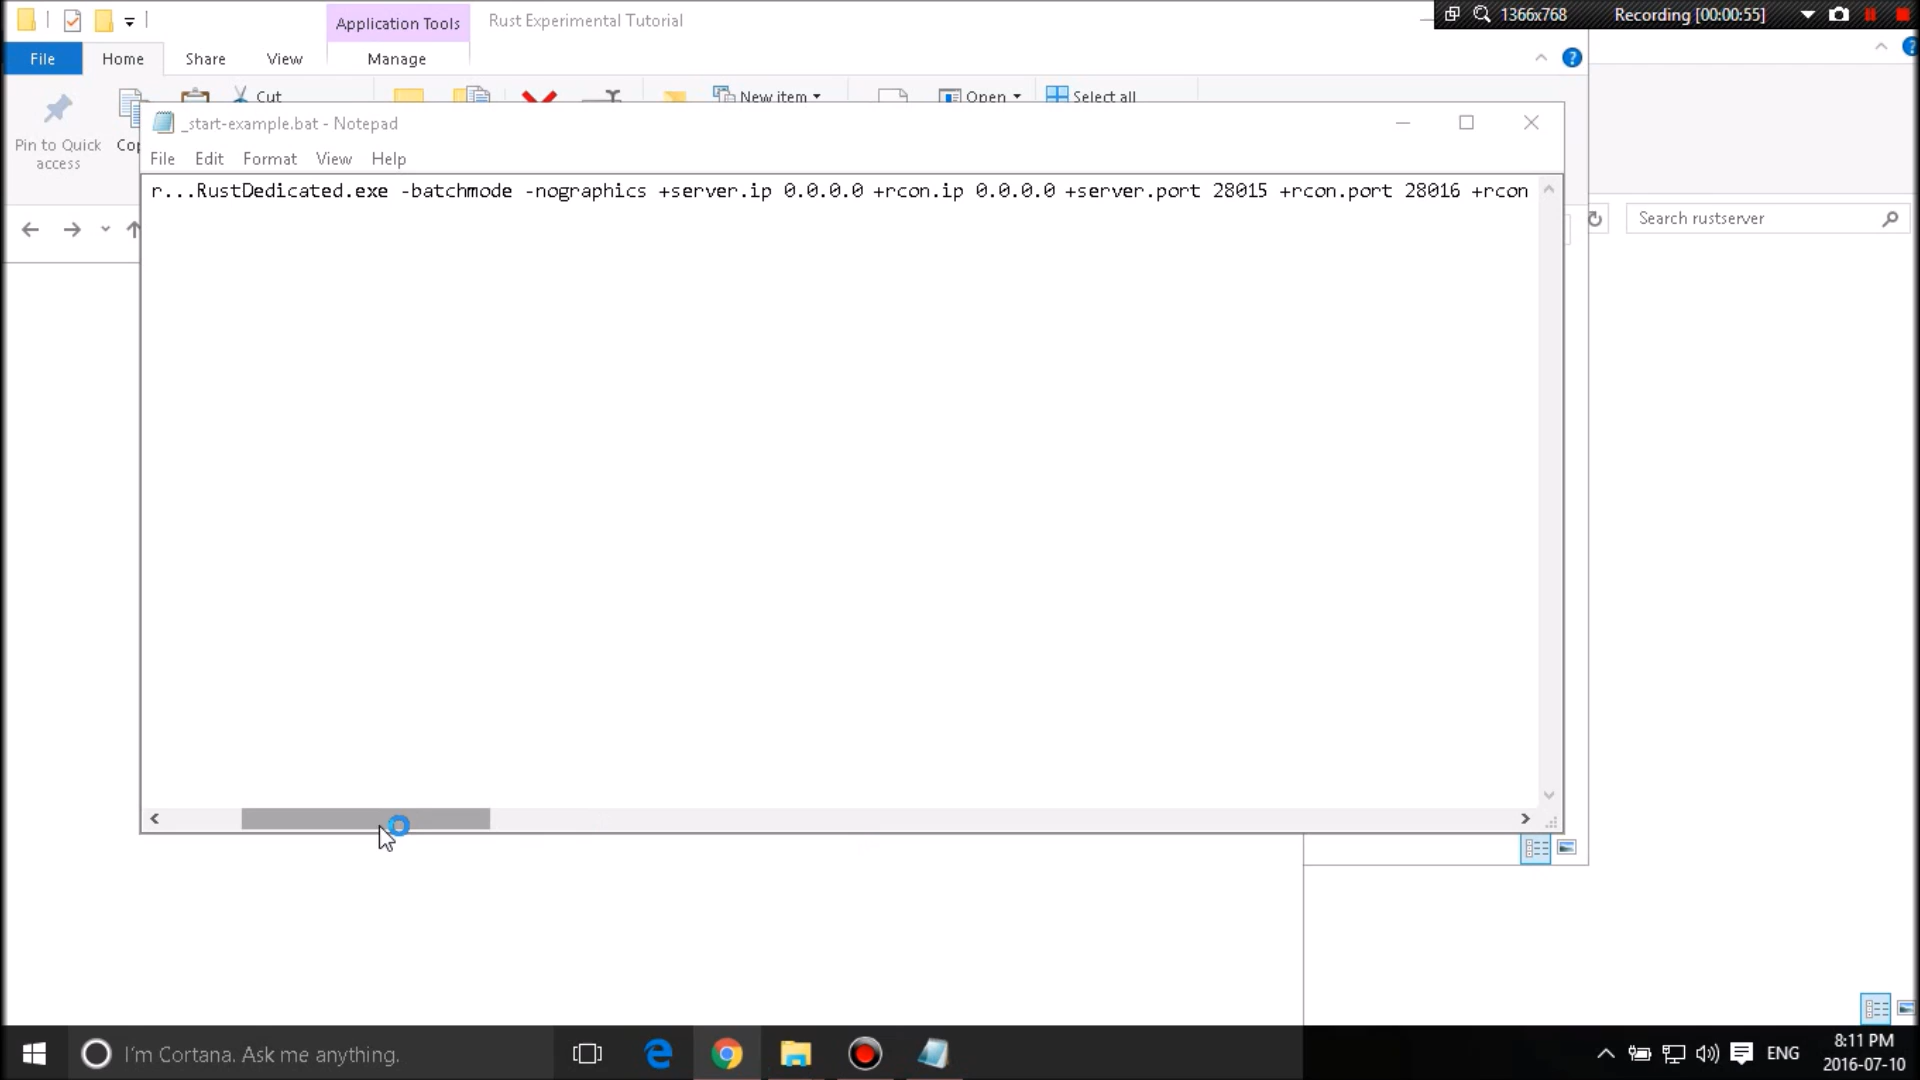 Application Tools
Rust Experimental Tutorial
1366x768
Recording [00:00:55]
File
Home
Share
View
Manage
Cut
New item
Open
Select all
Pin to Quick
access
_start-example.bat - Notepad
File
Edit
Format
View
Help
r...RustDedicated.exe -batchmode -nographics +server.ip 0.0.0.0 +rcon.ip 0.0.0.0 +server.port 28015 +rcon.port 28016 +rcon
Search rustserver
I'm Cortana. Ask me anything.
ENG
8:11 PM
2016-07-10